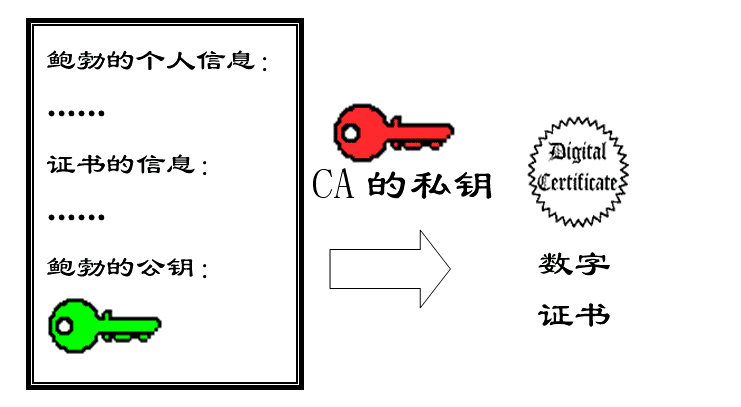 鲍勃的个人信息:
······
证书的信息:
······
鲍勃的公钥:
CA 的私钥
Digital
Certificate
数字
证书